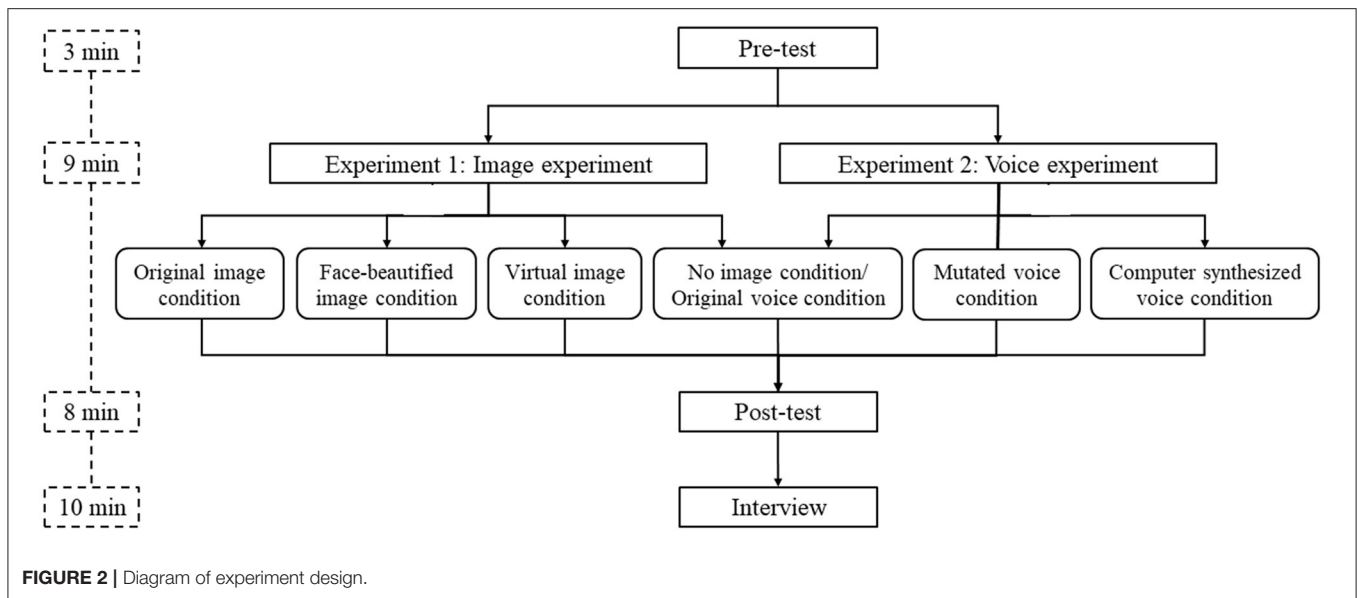 3 min
Pre-test
9 min
Experiment 1: Image experiment
Experiment 2: Voice experiment
Original image
condition
Face-beautified
image condition
Virtual image
condition
No image condition/
Original voice condition
Mutated voice
condition
Computer synthesized
voice condition
8 min
Post-test
10 min
Interview
FIGURE 2 | Diagram of experiment design.